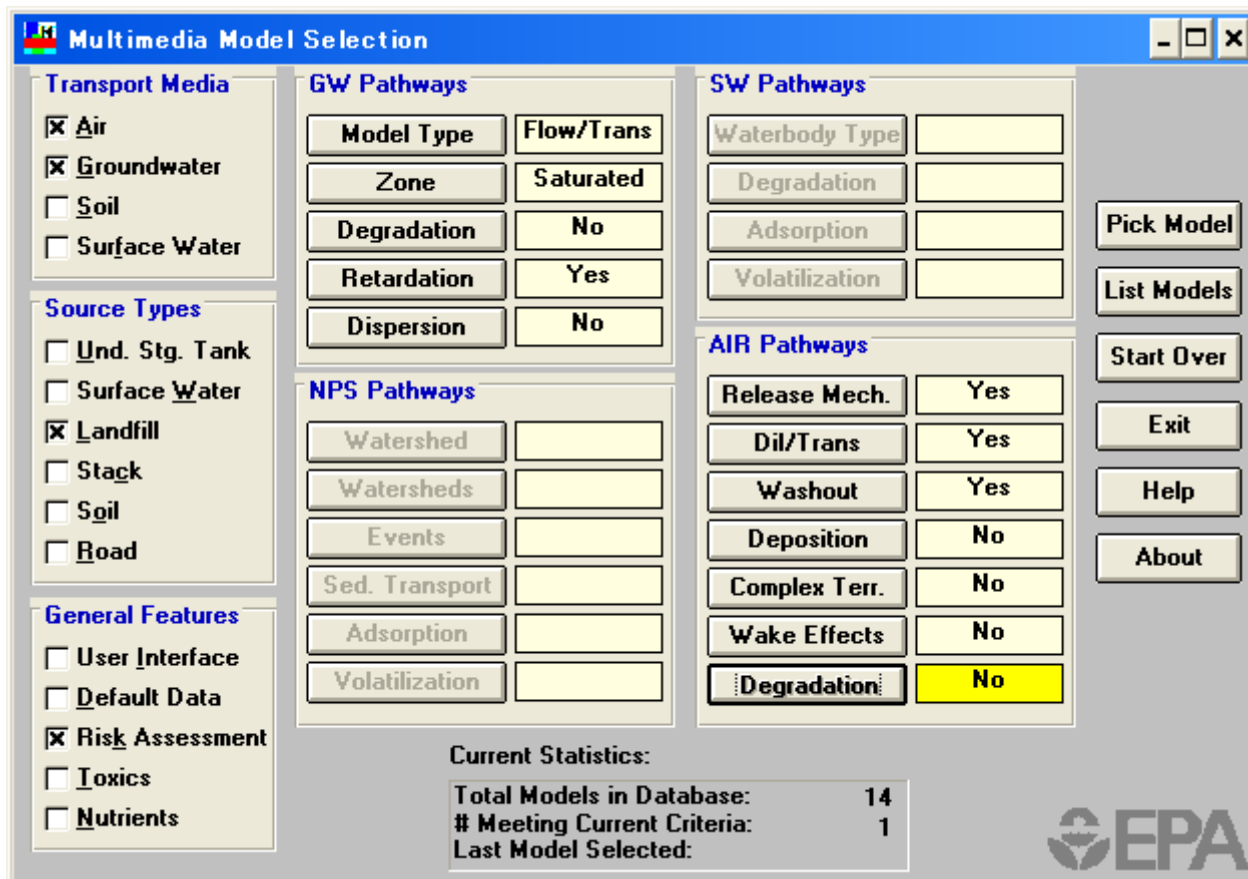 Multimedia Model Selection
Transport Media
Air
Groundwater
Soil
Surface Water
Source Types
Und. Stg. Tank
Surface Water
Landfill
Stack
Soil
Road
General Features
User Interface
Default Data
Risk Assessment
Toxics
Nutrients
GW Pathways
Model Type Flow/Trans
Zone Saturated
Degradation No
Retardation Yes
Dispersion No
NPS Pathways
Watershed
Watersheds
Events
Sed. Transport
Adsorption
Volatilization
SW Pathways
Waterbody Type
Degradation
Adsorption
Volatilization
AIR Pathways
Release Mech. Yes
Dil/Trans Yes
Washout Yes
Deposition No
Complex Terr. No
Wake Effects No
Degradation No
Pick Model
List Models
Start Over
Exit
Help
About
Current Statistics:
Total Models in Database: 14
# Meeting Current Criteria: 1
Last Model Selected:
EPA